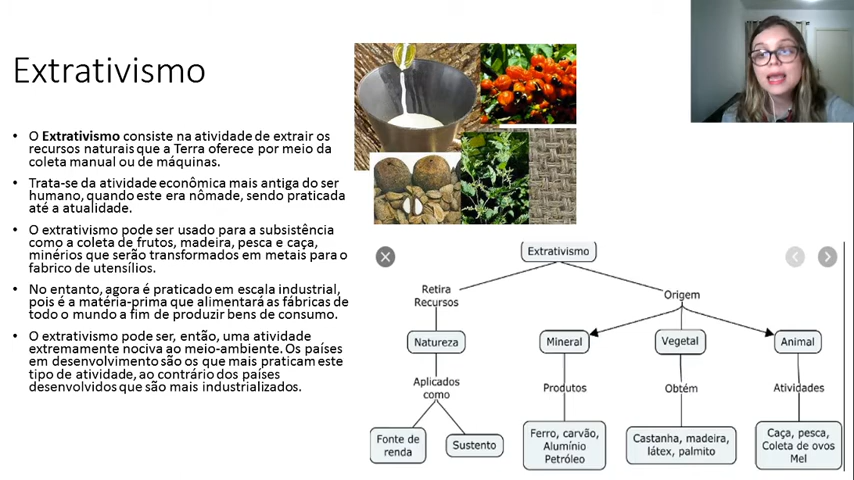 Extrativismo
• O Extrativismo consiste na atividade de extrair os
recursos naturais que a Terra oferece por meio da
coleta manual ou de máquinas.
• Trata-se da atividade econômica mais antiga do ser
humano, quando este era nômade, sendo praticada
até a atualidade.
• O extrativismo pode ser usado para a subsistência
como a coleta de frutos, madeira, pesca e caça,
minérios que serão transformados em metais para o
fabrico de utensílios.
• No entanto, agora é praticado em escala industrial,
pois é a matéria-prima que alimentará as fábricas de
todo o mundo a fim de produzir bens de consumo.
• O extrativismo pode ser, então, uma atividade
extremamente nociva ao meio-ambiente. Os países
em desenvolvimento são os que mais praticam este
tipo de atividade, ao contrário dos países
desenvolvidos que são mais industrializados.
Extrativismo
Retira
Recursos
Origem
Natureza
Mineral
Vegetal
Animal
Aplicados
como
Produtos
Obtém
Atividades
Fonte de
renda
Sustento
Ferro, carvão,
Alumínio
Petróleo
Castanha, madeira,
látex, palmito
Caça, pesca,
Coleta de ovos
Mel